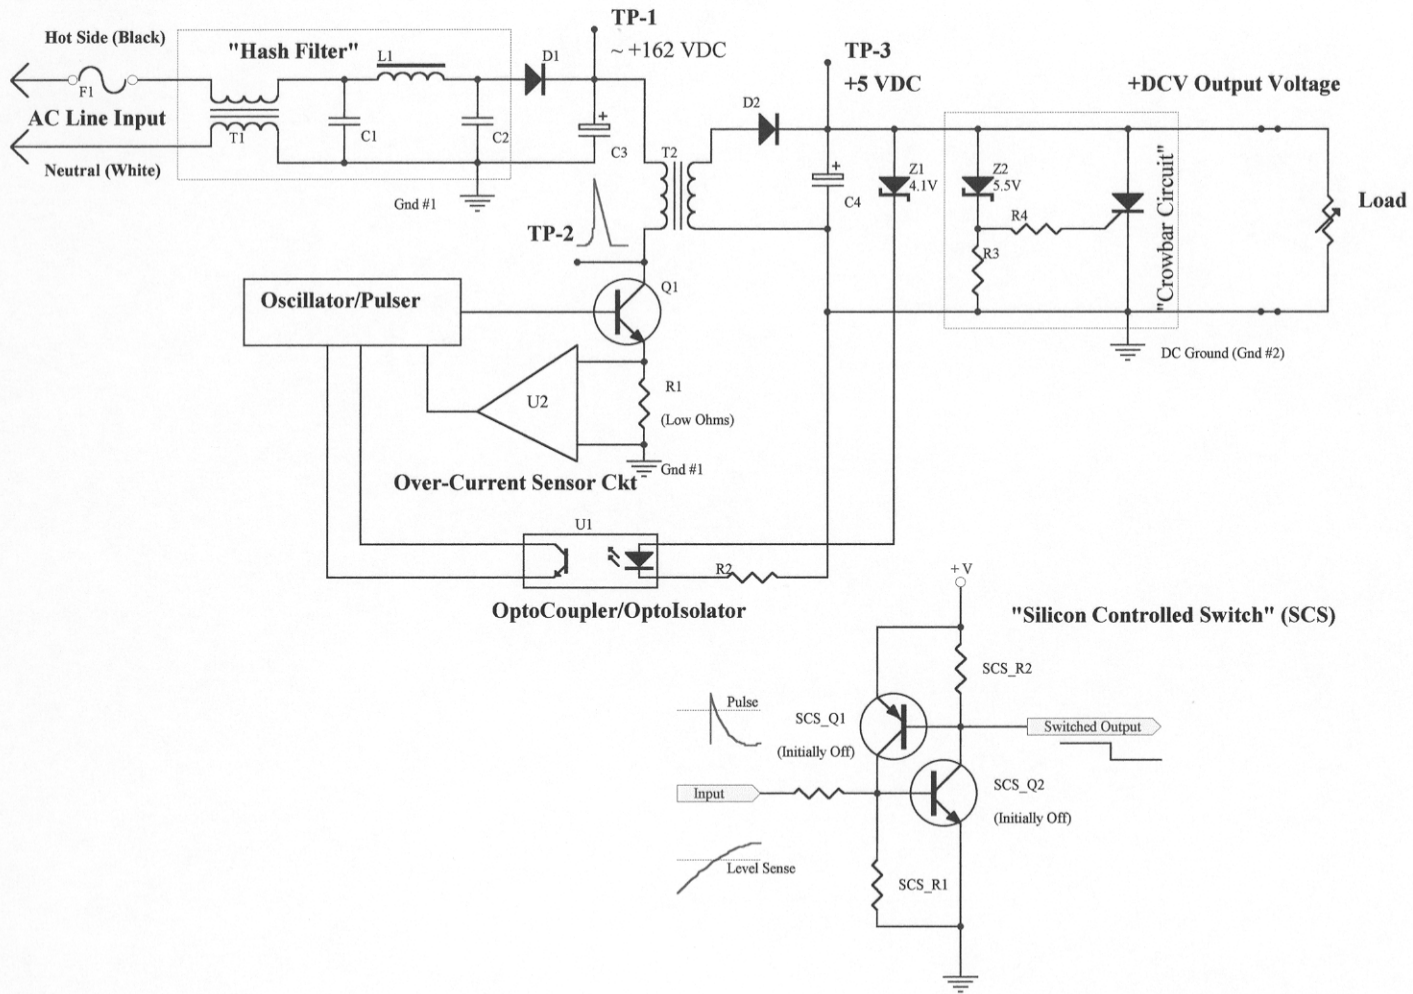 Hot Side (Black)
"Hash Filter"
L1
D1
TP-1
~ +162 VDC
TP-3
+5 VDC
+DCV Output Voltage
F1
AC Line Input
T1
C1
C2
+
C3
T2
D2
+
C4
Z1
4.1V
Z2
5.5V
R4
R3
"Crowbar Circuit"
Load
Neutral (White)
Gnd #1
TP-2
Q1
Oscillator/Pulser
DC Ground (Gnd #2)
U2
R1
(Low Ohms)
Gnd #1
Over-Current Sensor Ckt
U1
R2
OptoCoupler/OptoIsolator
+ V
"Silicon Controlled Switch" (SCS)
SCS_R2
Pulse
SCS_Q1
(Initially Off)
Switched Output
Input
SCS_Q2
(Initially Off)
Level Sense
SCS_R1